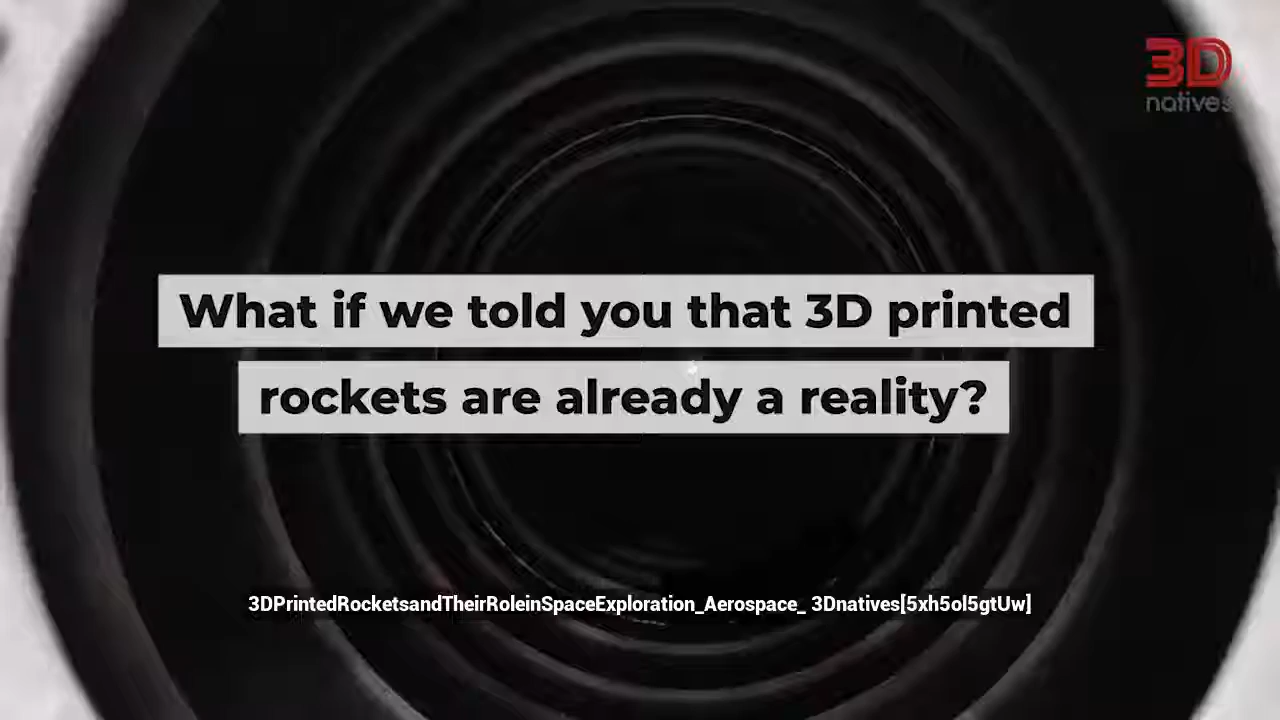 3D
natives
What if we told you that 3D printed
rockets are already a reality?
3DPrintedRocketsandTheirRoleinSpaceExploration_Aerospace_ 3Dnatives[5xh5ol5gtUw]